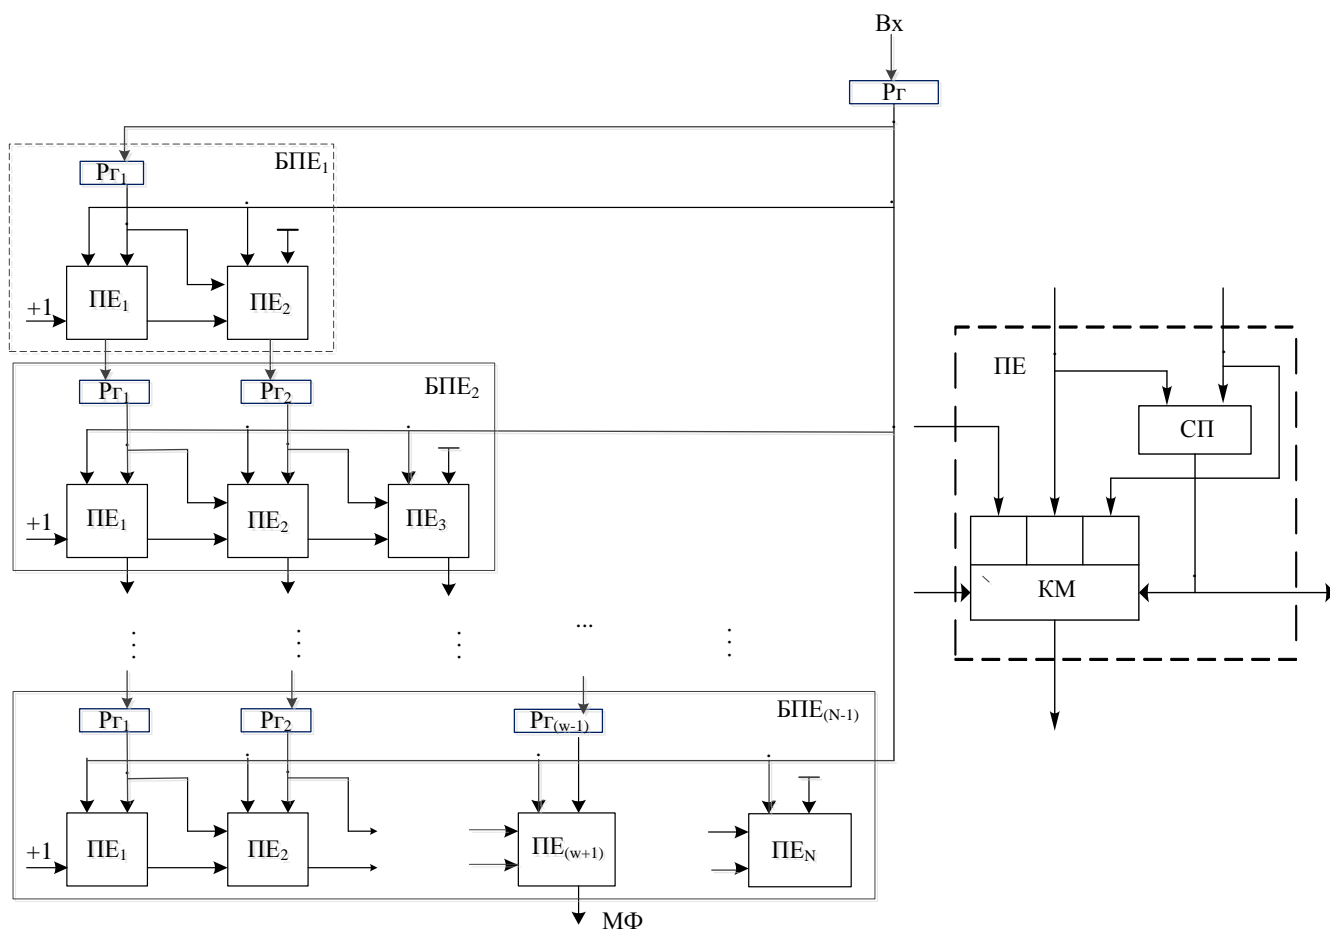 Вх
Рг
БПЕ₁
Рг₁
ПЕ₁
ПЕ₂
+1
Рг₁
Рг₂
БПЕ₂
ПЕ₁
ПЕ₂
ПЕ₃
+1
...
Рг₁
Рг₂
Рг(w-1)
БПЕ(N-1)
ПЕ₁
ПЕ₂
ПЕ(w+1)
ПЕN
+1
МФ
ПЕ
СП
КМ